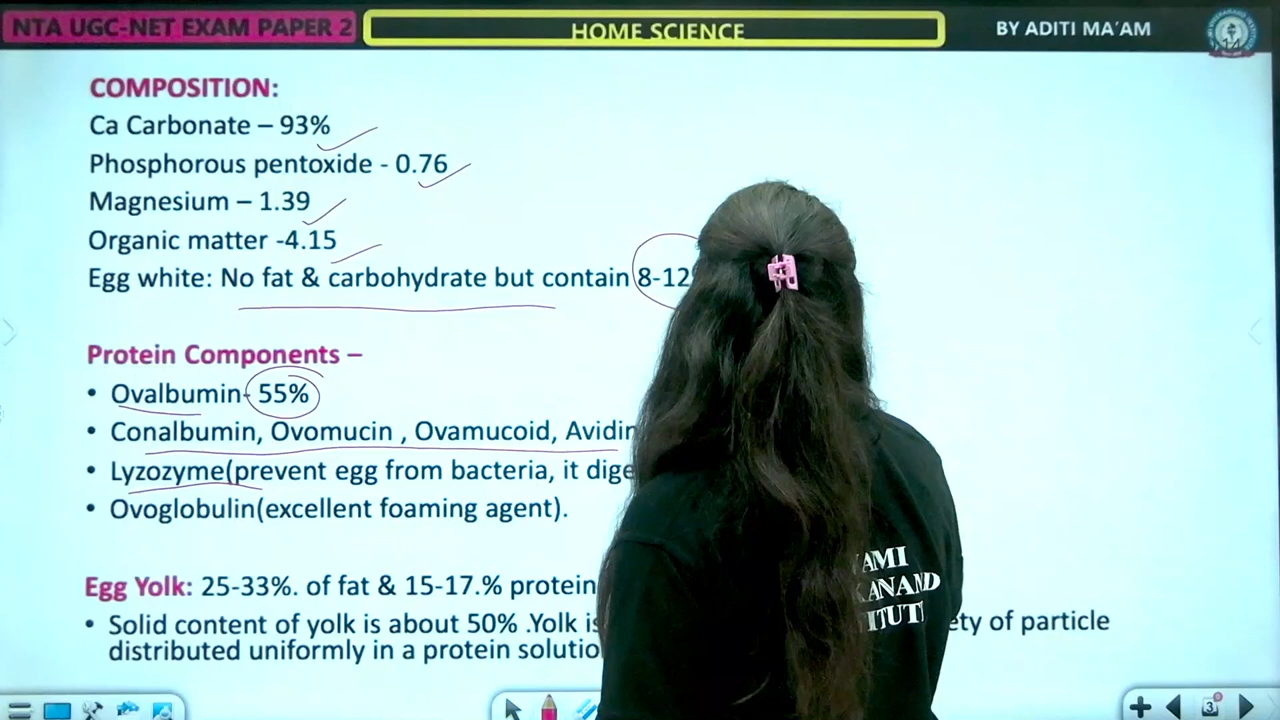 NTA UGC-NET EXAM PAPER 2
HOME SCIENCE
BY ADITI MA'AM
COMPOSITION:
Ca Carbonate – 93%
Phosphorous pentoxide - 0.76
Magnesium – 1.39
Organic matter -4.15
Egg white: No fat & carbohydrate but contain 8-12
Protein Components –
• Ovalbumin- 55%
• Conalbumin, Ovomucin , Ovamucoid, Avidin
• Lyzozyme(prevent egg from bacteria, it
• Ovoglobulin(excellent foaming agent).
Egg Yolk: 25-33%. of fat & 15-17.% protein
• Solid content of yolk is about 50% .Yolk is of particle
distributed uniformly in a protein
3